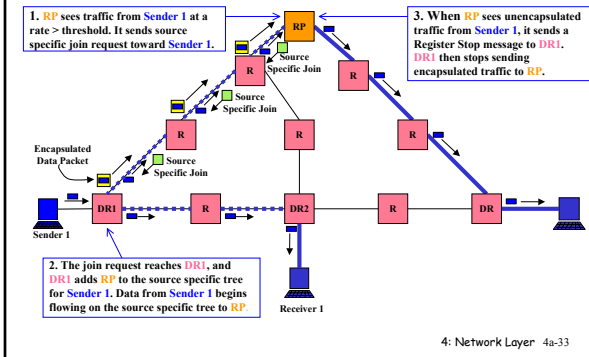 1. RP sees traffic from Sender 1 at a
rate > threshold. It sends source
specific join request toward Sender 1.
RP
3. When RP sees unencapsulated
traffic from Sender 1, it sends a
Register Stop message to DR1.
DR1 then stops sending
encapsulated traffic to RP.
R
Source
Specific Join
R
R
R
R
Encapsulated
Data Packet
Source
Specific Join
DR1
R
DR2
R
DR
Sender 1
2. The join request reaches DR1, and
DR1 adds RP to the source specific tree
for Sender 1. Data from Sender 1 begins
flowing on the source specific tree to RP.
Receiver 1
4: Network Layer 4a-33